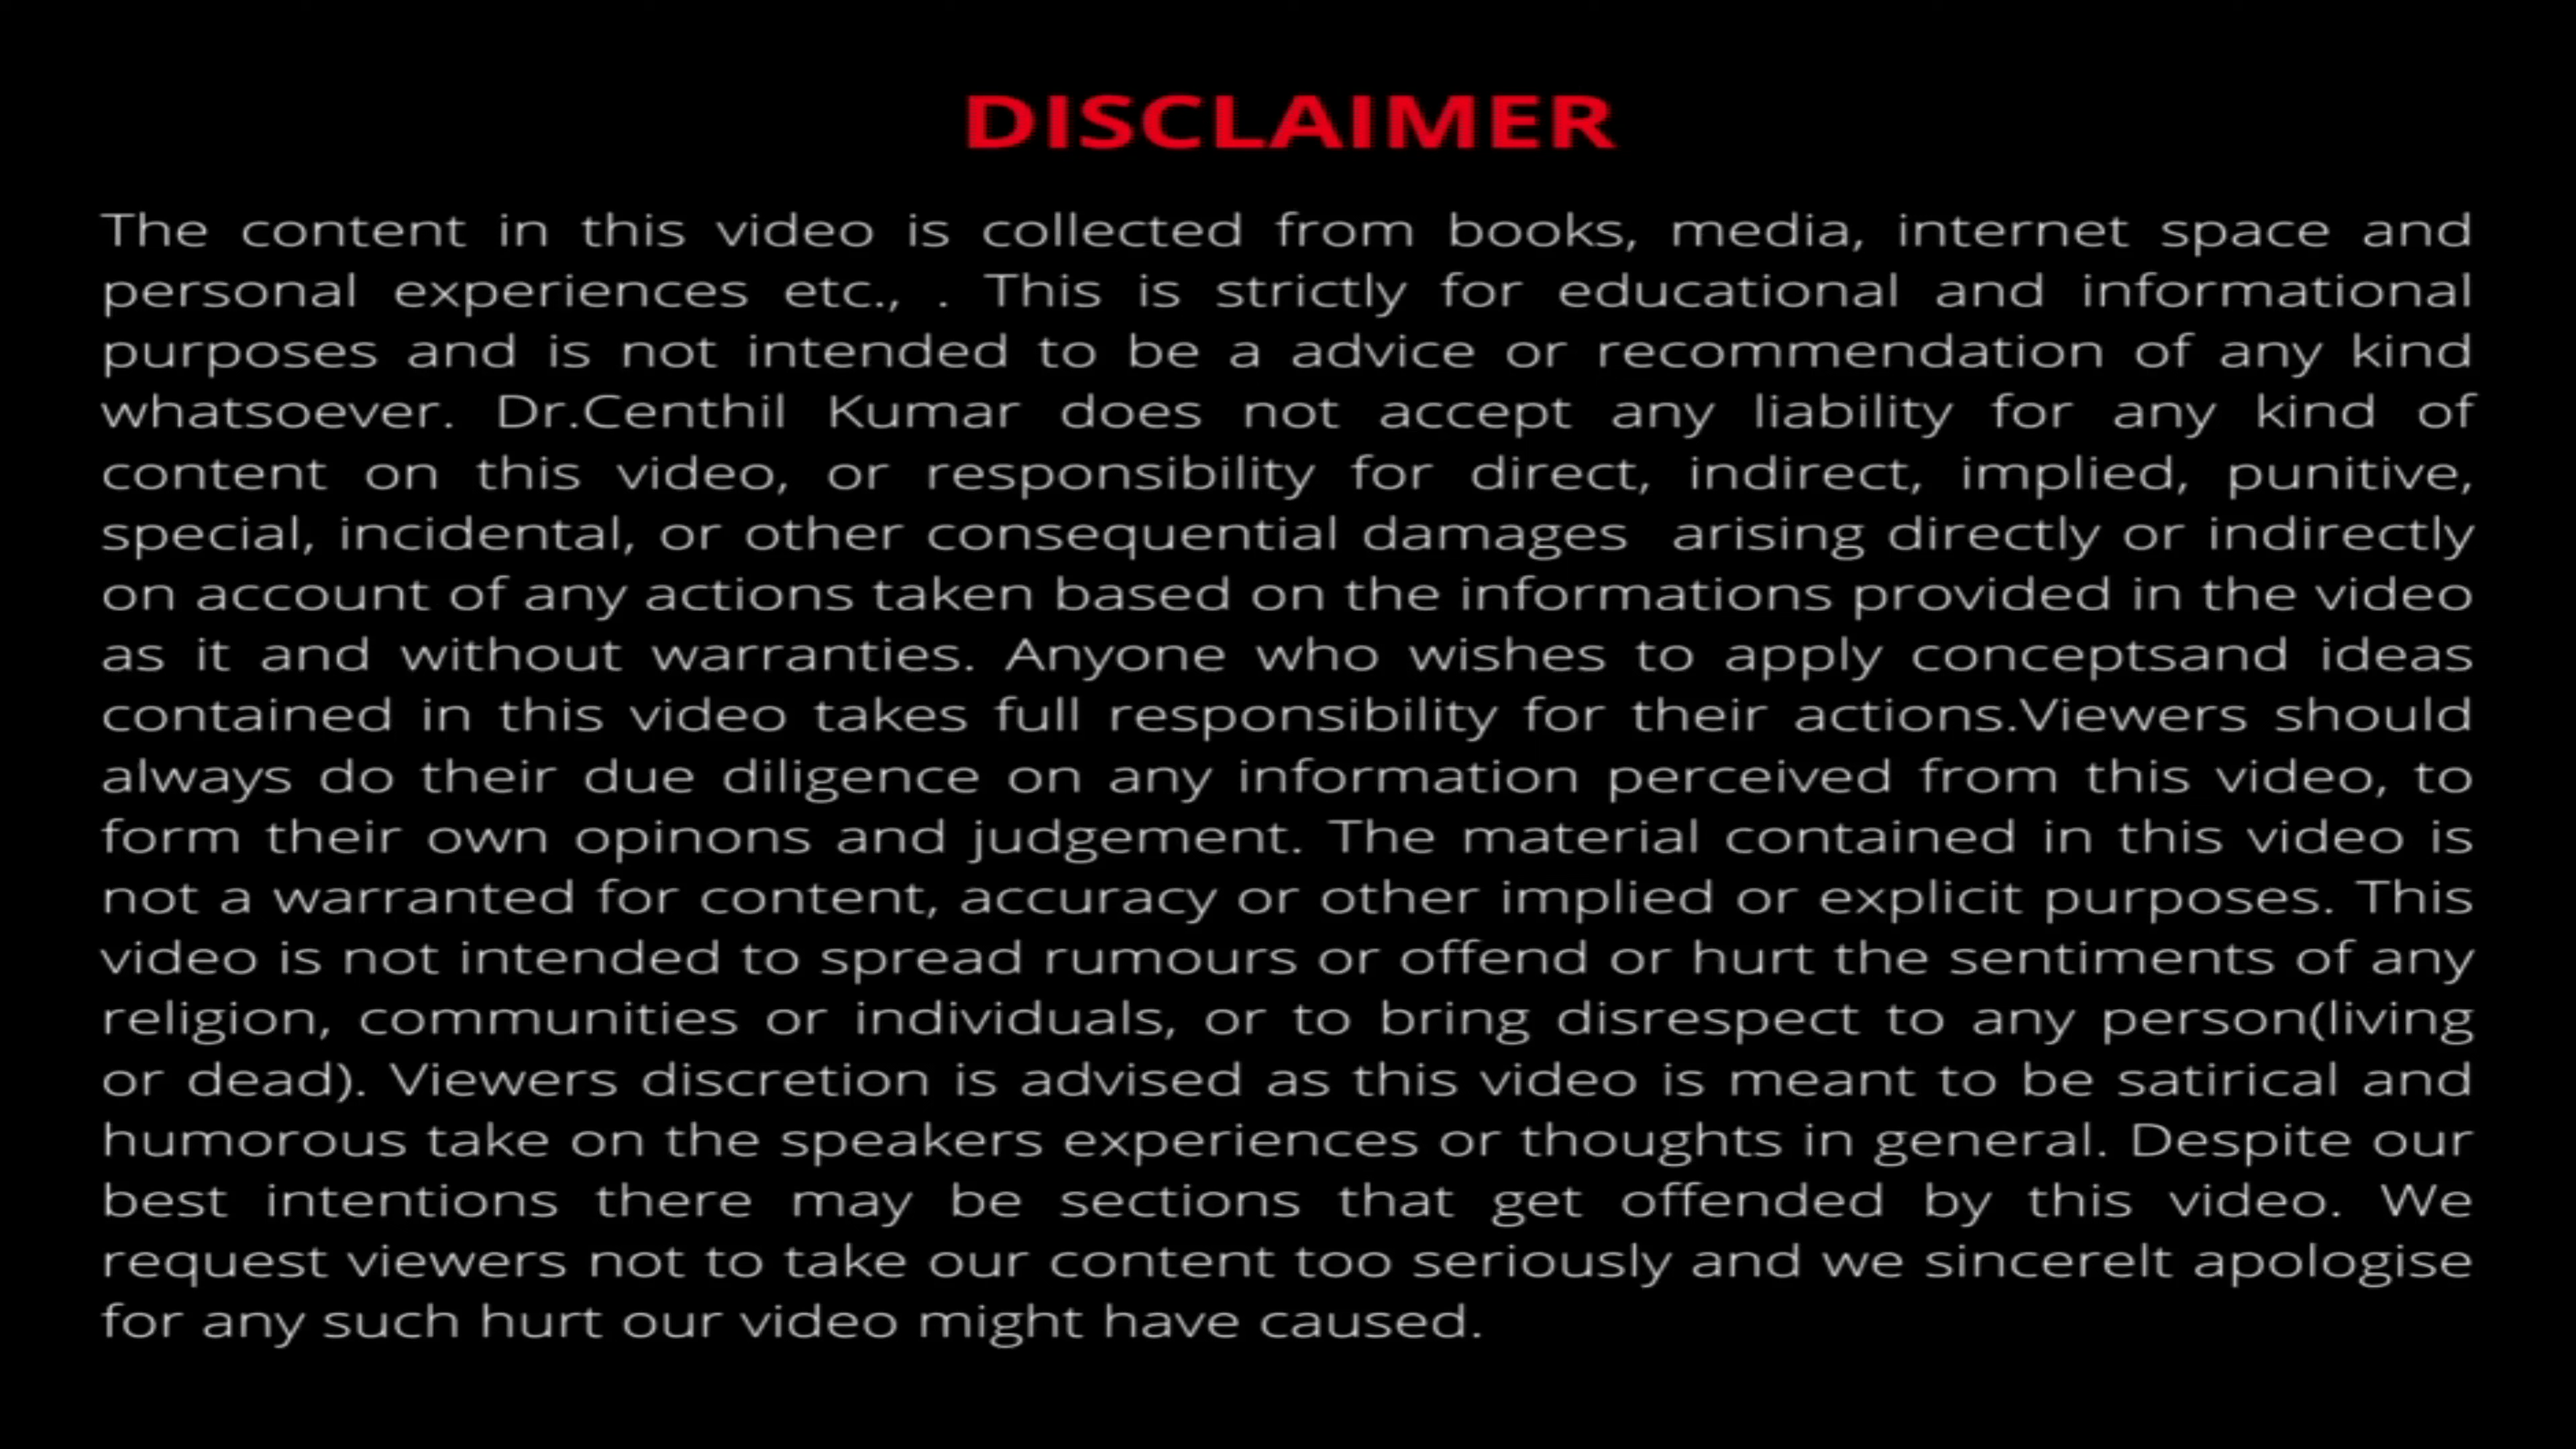 DISCLAIMER
The content in this video is collected from books, media, internet space and
personal experiences etc., . This is strictly for educational and informational
purposes and is not intended to be a advice or recommendation of any kind
whatsoever. Dr.Centhil Kumar does not accept any liability for any kind of
content on this video, or responsibility for direct, indirect, implied, punitive,
special, incidental, or other consequential damages arising directly or indirectly
on account of any actions taken based on the informations provided in the video
as it and without warranties. Anyone who wishes to apply conceptsand ideas
contained in this video takes full responsibility for their actions.Viewers should
always do their due diligence on any information perceived from this video, to
form their own opinons and judgement. The material contained in this video is
not a warranted for content, accuracy or other implied or explicit purposes. This
video is not intended to spread rumours or offend or hurt the sentiments of any
religion, communities or individuals, or to bring disrespect to any person(living
or dead). Viewers discretion is advised as this video is meant to be satirical and
humorous take on the speakers experiences or thoughts in general. Despite our
best intentions there may be sections that get offended by this video. We
request viewers not to take our content too seriously and we sincerelt apologise
for any such hurt our video might have caused.